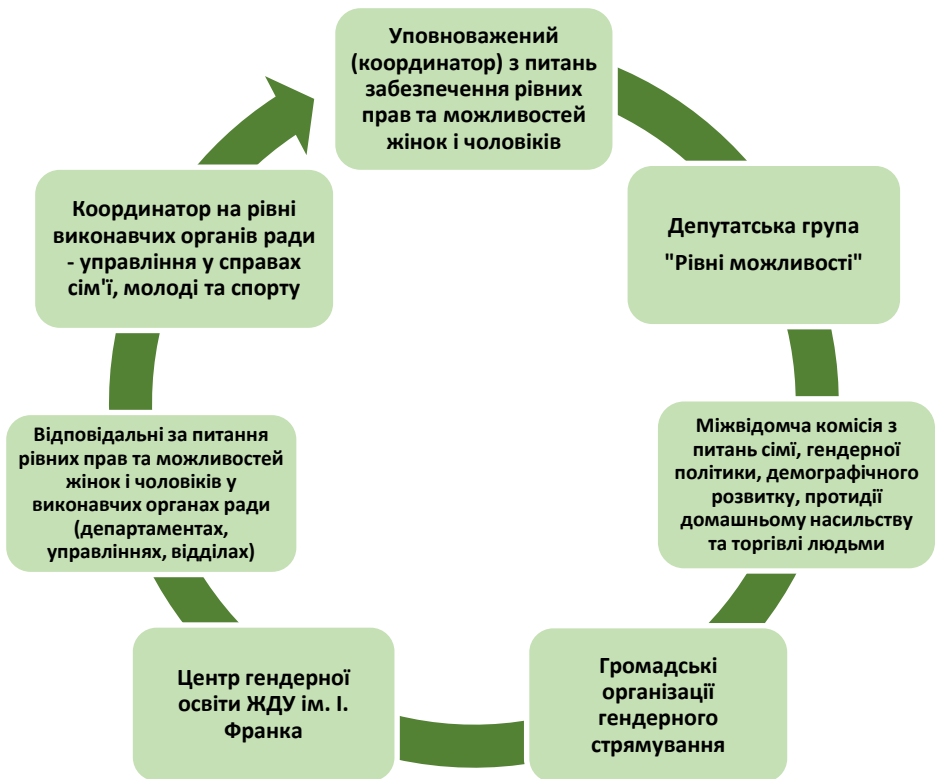 Уповноважений
(координатор) з питань
забезпечення рівних
прав та можливостей
жінок і чоловіків
Депутатська група
"Рівні можливості"
Міжвідомча комісія з
питань сімї, гендерної
політики, демографічного
розвитку, протидії
домашньому насильству
та торгівлі людьми
Громадські
організації
гендерного
стрямування
Центр гендерної
освіти ЖДУ ім. І.
Франка
Відповідальні за питання
рівних прав та можливостей
жінок і чоловіків у
виконавчих органах ради
(департаментах,
управліннях, відділах)
Координатор на рівні
виконавчих органів ради
- управління у справах
сім'ї, молоді та спорту